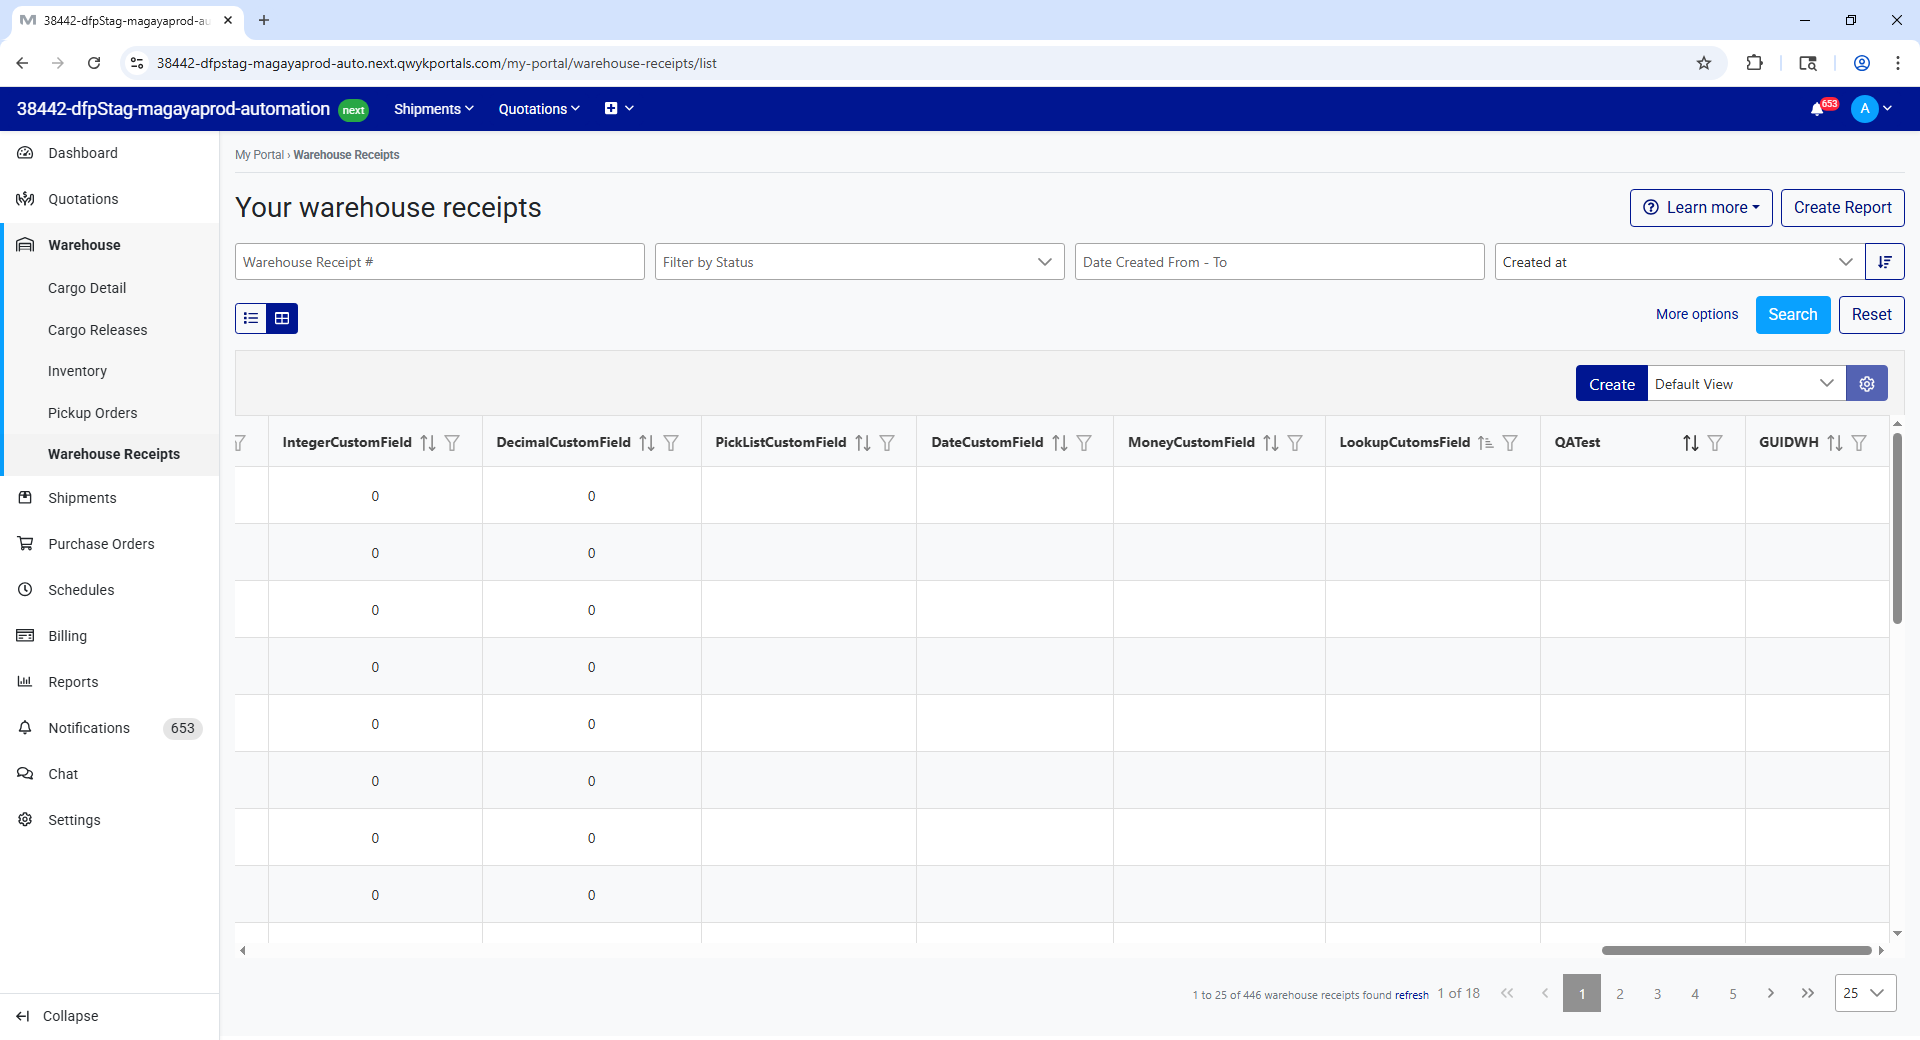 38442-dfpStag-magayaprod-au
38442-dfpstag-magayaprod-auto.next.qwykportals.com/my-portal/warehouse-receipts/list
38442-dfpStag-magayaprod-automation next Shipments Quotations 653 A
Dashboard
Quotations
Warehouse
Cargo Detail
Cargo Releases
Inventory
Pickup Orders
Warehouse Receipts
Shipments
Purchase Orders
Schedules
Billing
Reports
Notifications 653
Chat
Settings
Collapse
My Portal › Warehouse Receipts
Your warehouse receipts
Learn more Create Report
Warehouse Receipt # Filter by Status Date Created From - To Created at
More options Search Reset
Create Default View
IntegerCustomField DecimalCustomField PickListCustomField DateCustomField MoneyCustomField LookupCutomsField QATest GUIDWH
0 0
0 0
0 0
0 0
0 0
0 0
0 0
0 0
1 to 25 of 446 warehouse receipts found refresh 1 of 18 1 2 3 4 5 25